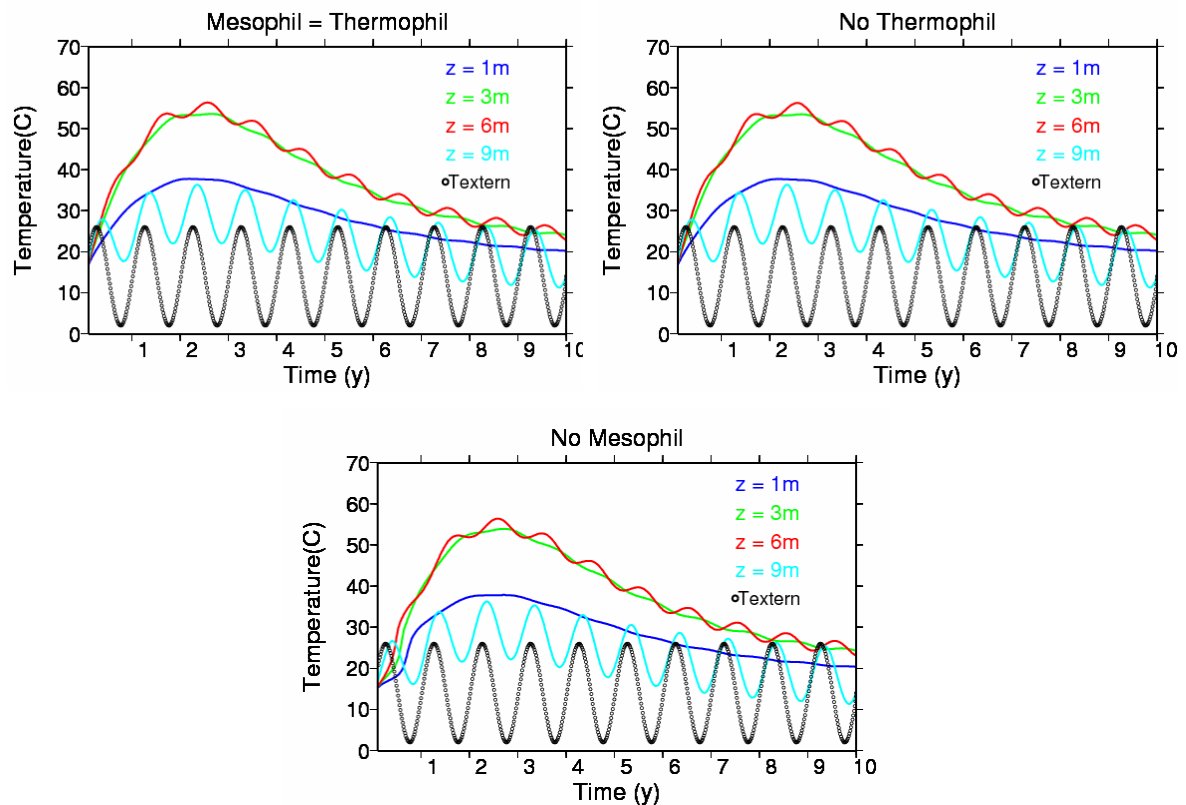 Mesophil = Thermophil
70
60
50
40
30
20
10
0
Temperature(C)
z = 1m
z = 3m
z = 6m
z = 9m
Textern
1 2 3 4 5 6 7 8 9 10
Time (y)
No Thermophil
70
60
50
40
30
20
10
0
Temperature(C)
z = 1m
z = 3m
z = 6m
z = 9m
Textern
1 2 3 4 5 6 7 8 9 10
Time (y)
No Mesophil
70
60
50
40
30
20
10
0
Temperature(C)
z = 1m
z = 3m
z = 6m
z = 9m
Textern
1 2 3 4 5 6 7 8 9 10
Time (y)